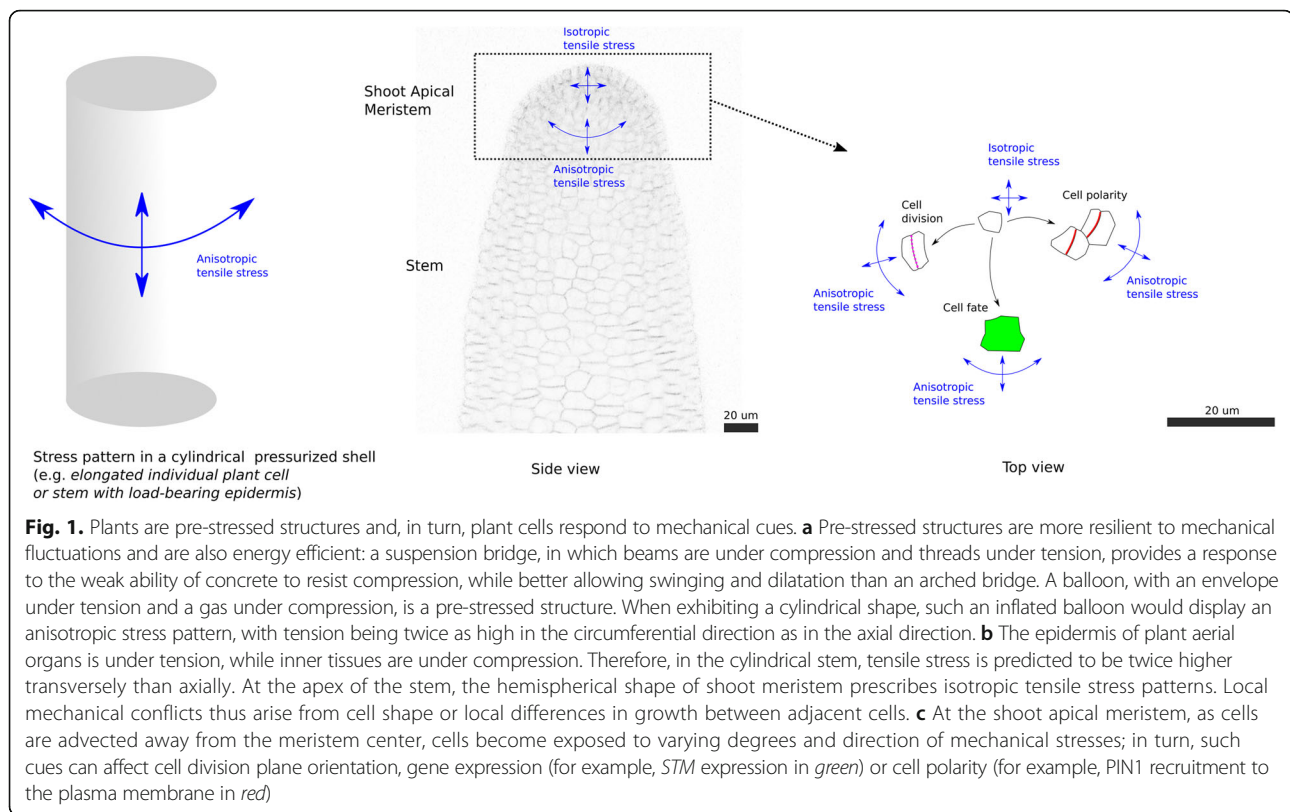 Isotropic
tensile stress
Shoot Apical
Meristem
Anisotropic
tensile stress
Isotropic
tensile stress
Cell
division
Cell polarity
Anisotropic
tensile stress
Stem
Anisotropic
tensile stress
Anisotropic
tensile stress
Cell fate
Anisotropic
tensile stress
20 um
20 um
Stress pattern in a cylindrical pressurized shell
(e.g. elongated individual plant cell
or stem with load-bearing epidermis)
Side view
Top view
Fig. 1. Plants are pre-stressed structures and, in turn, plant cells respond to mechanical cues. a Pre-stressed structures are more resilient to mechanical
fluctuations and are also energy efficient: a suspension bridge, in which beams are under compression and threads under tension, provides a response
to the weak ability of concrete to resist compression, while better allowing swinging and dilatation than an arched bridge. A balloon, with an envelope
under tension and a gas under compression, is a pre-stressed structure. When exhibiting a cylindrical shape, such an inflated balloon would display an
anisotropic stress pattern, with tension being twice as high in the circumferential direction as in the axial direction. b The epidermis of plant aerial
organs is under tension, while inner tissues are under compression. Therefore, in the cylindrical stem, tensile stress is predicted to be twice higher
transversely than axially. At the apex of the stem, the hemispherical shape of shoot meristem prescribes isotropic tensile stress patterns. Local
mechanical conflicts thus arise from cell shape or local differences in growth between adjacent cells. c At the shoot apical meristem, as cells
are advected away from the meristem center, cells become exposed to varying degrees and direction of mechanical stresses; in turn, such
cues can affect cell division plane orientation, gene expression (for example, STM expression in green) or cell polarity (for example, PIN1 recruitment to
the plasma membrane in red)